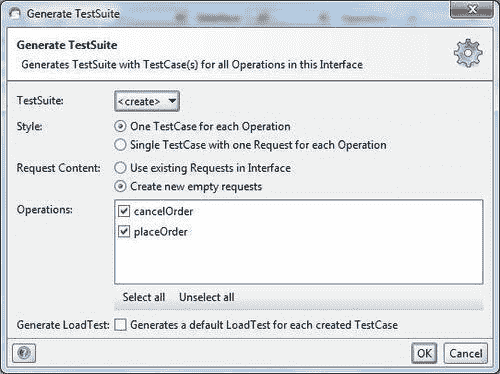 Generate TestSuite
Generate TestSuite
Generates TestSuite with TestCase(s) for all Operations in this Interface
TestSuite: <create>
Style: One TestCase for each Operation
Single TestCase with one Request for each Operation
Request Content: Use existing Requests in Interface
Create new empty requests
Operations: cancelOrder
placeOrder
Select all Unselect all
Generate LoadTest: Generates a default LoadTest for each created TestCase
? OK Cancel